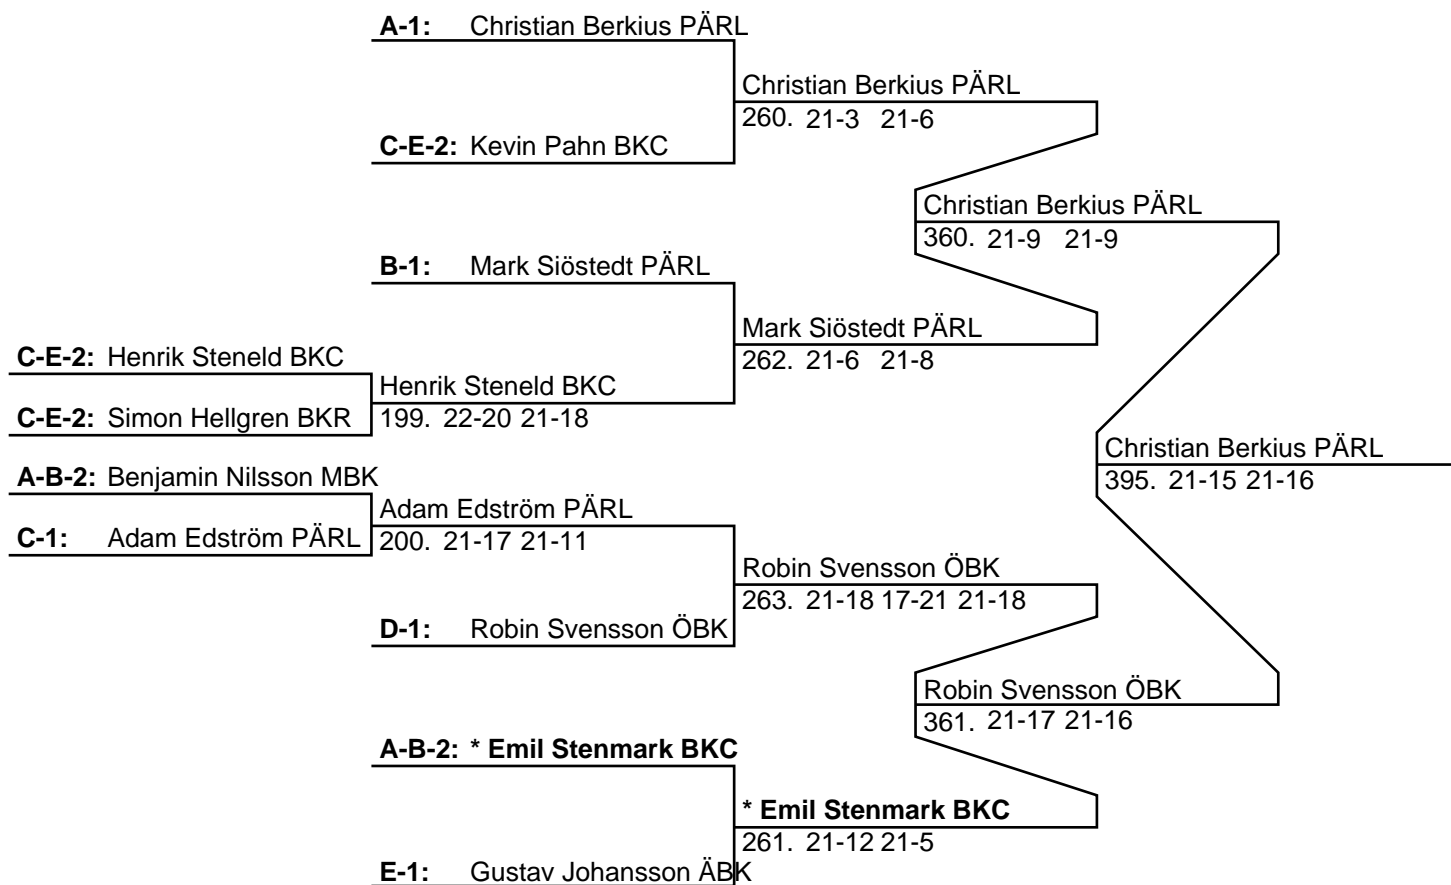 A-1: Christian Berkius PÄRL
Christian Berkius PÄRL
260. 21-3 21-6
C-E-2: Kevin Pahn BKC
Christian Berkius PÄRL
360. 21-9 21-9
B-1: Mark Siöstedt PÄRL
Mark Siöstedt PÄRL
262. 21-6 21-8
C-E-2: Henrik Steneld BKC
Henrik Steneld BKC
199. 22-20 21-18
C-E-2: Simon Hellgren BKR
Christian Berkius PÄRL
395. 21-15 21-16
A-B-2: Benjamin Nilsson MBK
Adam Edström PÄRL
200. 21-17 21-11
C-1: Adam Edström PÄRL
Robin Svensson ÖBK
263. 21-18 17-21 21-18
D-1: Robin Svensson ÖBK
Robin Svensson ÖBK
361. 21-17 21-16
A-B-2: * Emil Stenmark BKC
* Emil Stenmark BKC
261. 21-12 21-5
E-1: Gustav Johansson ÄBK